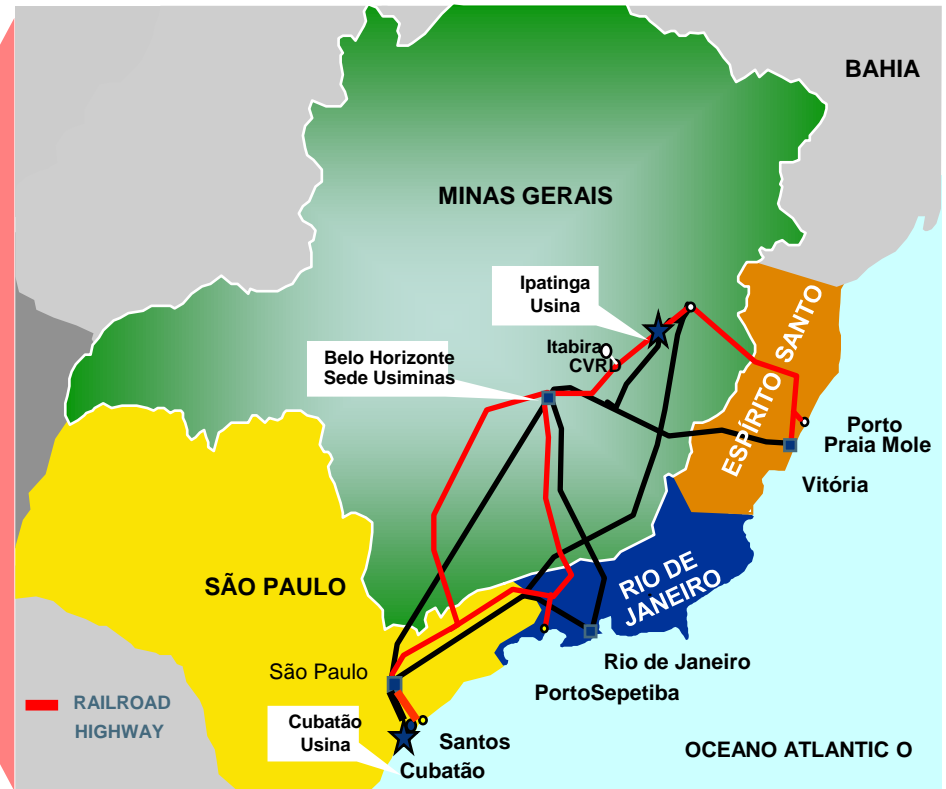 BAHIA
MINAS GERAIS
Ipatinga
Usina
Itabira
CVRD
Belo Horizonte
Sede Usiminas
ESPÍRITO SANTO
Porto
Praia Mole
Vitória
SÃO PAULO
RIO DE
JANEIRO
Rio de Janeiro
PortoSepetiba
São Paulo
RAILROAD
HIGHWAY
Cubatão
Usina
Santos
Cubatão
OCEANO ATLANTIC O